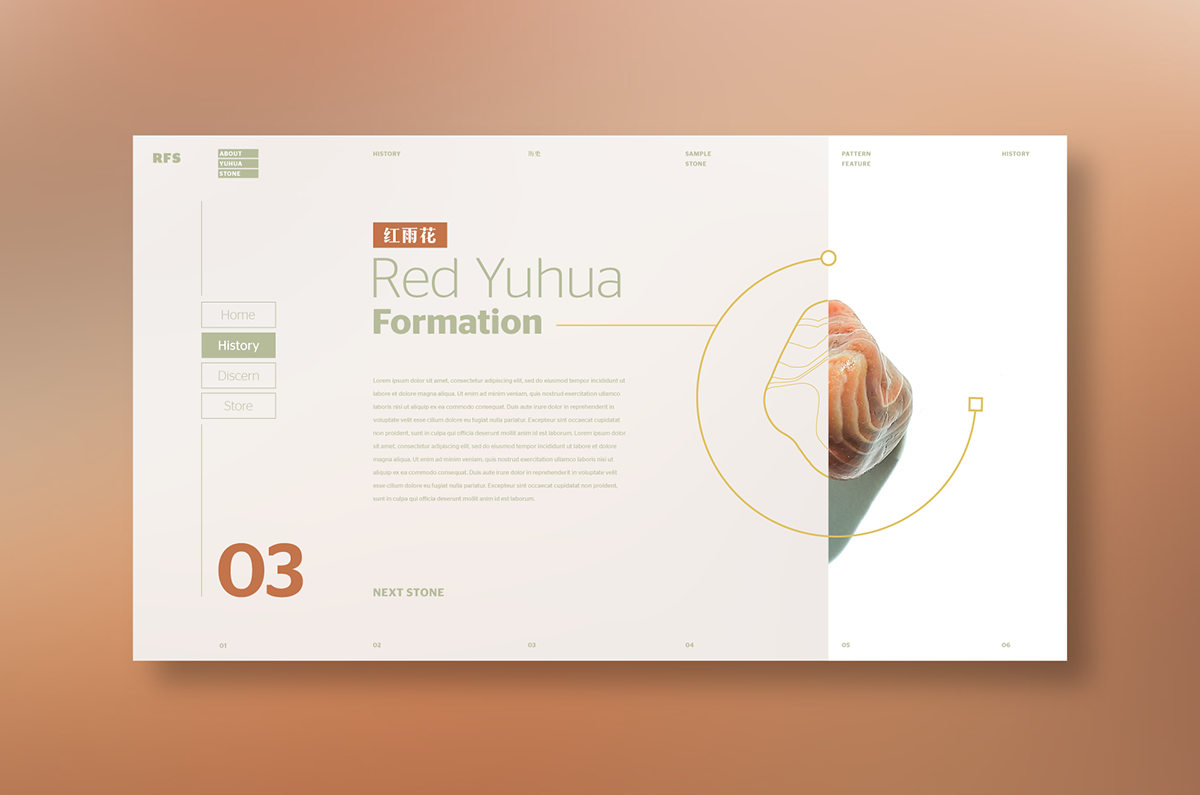 RFS
ABOUT
YUHUA
STONE
HISTORY
历史
SAMPLE
STONE
PATTERN
FEATURE
HISTORY
红雨花
Red Yuhua
Formation
Home
History
Discern
Store
Lorem ipsum dolor sit amet, consectetur adipiscing elit, sed do eiusmod tempor incididunt ut
labore et dolore magna aliqua. Ut enim ad minim veniam, quis nostrud exercitation ullamco
laboris nisi ut aliquip ex ea commodo consequat. Duis aute irure dolor in reprehenderit in
voluptate velit esse cillum dolore eu fugiat nulla pariatur. Excepteur sint occaecat cupidatat
non proident, sunt in culpa qui officia deserunt mollit anim id est laborum. Lorem ipsum dolor
sit amet, consectetur adipiscing elit, sed do eiusmod tempor incididunt ut labore et dolore
magna aliqua. Ut enim ad minim veniam, quis nostrud exercitation ullamco laboris nisi ut
aliquip ex ea commodo consequat. Duis aute irure dolor in reprehenderit in voluptate velit
esse cillum dolore eu fugiat nulla pariatur. Excepteur sint occaecat cupidatat non proident,
sunt in culpa qui officia deserunt mollit anim id est laborum.
03
NEXT STONE
01
02
03
04
05
06